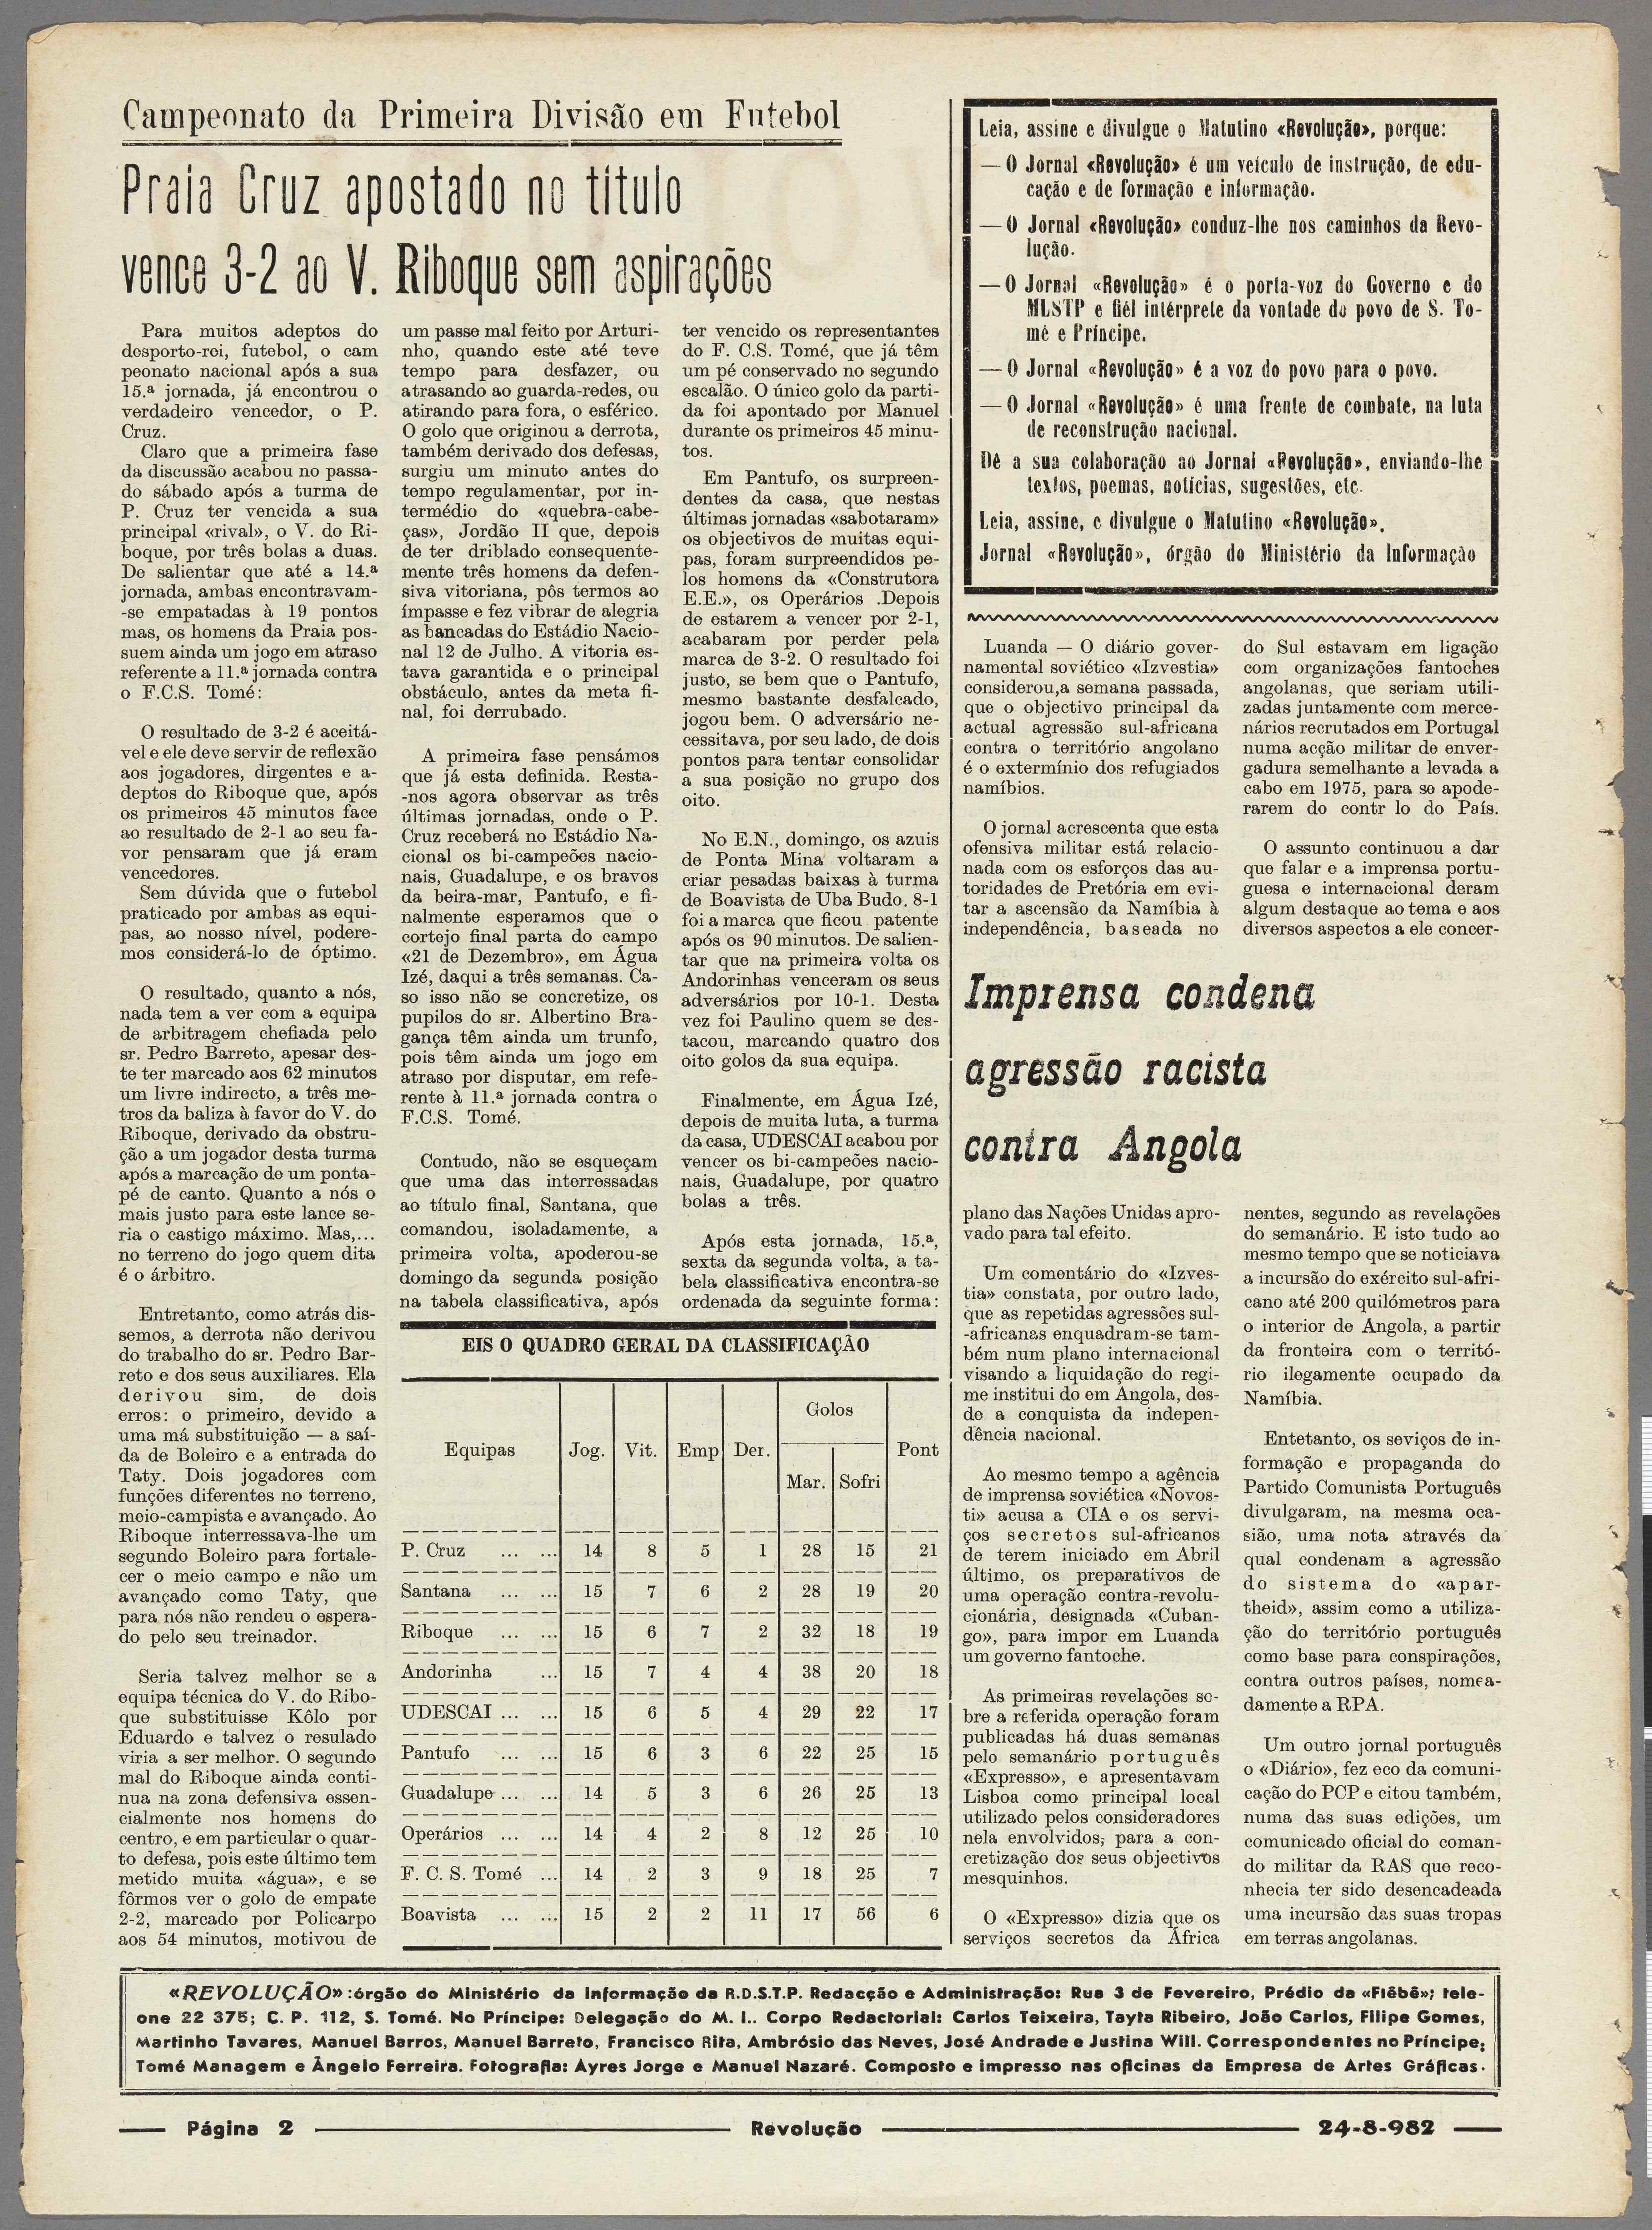 Campeonato da Primeira Divisão em Futebol
Praia Cruz apostado no título
vence 3-2 ao V. Riboque sem aspirações
Para muitos adeptos do
desporto-rei, futebol, o cam
peonato nacional após a sua
15.ª jornada, já encontrou o
verdadeiro vencedor, o P.
Cruz.
Claro que a primeira fase
da discussão acabou no passa-
do sábado após a turma de
P. Cruz ter vencida a sua
principal «rival», o V. do Ri-
boque, por três bolas a duas.
De salientar que até a 14.ª
jornada, ambas encontravam-
-se empatadas à 19 pontos
mas, os homens da Praia pos-
suem ainda um jogo em atraso
referente a 11.ª jornada contra
o F.C.S. Tomé:
O resultado de 3-2 é aceitá-
vel e ele deve servir de reflexão
aos jogadores, dirgentes e a-
deptos do Riboque que, após
os primeiros 45 minutos face
ao resultado de 2-1 ao seu fa-
vor pensaram que já eram
vencedores.
Sem dúvida que o futebol
praticado por ambas as equi-
pas, ao nosso nível, podere-
mos considerá-lo de óptimo.
O resultado, quanto a nós,
nada tem a ver com a equipa
de arbitragem chefiada pelo
sr. Pedro Barreto, apesar des-
te ter marcado aos 62 minutos
um livre indirecto, a três me-
tros da baliza à favor do V. do
Riboque, derivado da obstru-
ção a um jogador desta turma
após a marcação de um ponta-
pé de canto. Quanto a nós o
mais justo para este lance se-
ria o castigo máximo. Mas,...
no terreno do jogo quem dita
é o árbitro.
Entretanto, como atrás dis-
semos, a derrota não derivou
do trabalho do sr. Pedro Bar-
reto e dos seus auxiliares. Ela
derivou sim, de dois
erros: o primeiro, devido a
uma má substituição — a saí-
da de Boleiro e a entrada do
Taty. Dois jogadores com
funções diferentes no terreno,
meio-campista e avançado. Ao
Riboque interressava-lhe um
segundo Boleiro para fortale-
cer o meio campo e não um
avançado como Taty, que
para nós não rendeu o espera-
do pelo seu treinador.
Seria talvez melhor se a
equipa técnica do V. do Ribo-
que substituisse Kôlo por
Eduardo e talvez o resulado
viria a ser melhor. O segundo
mal do Riboque ainda conti-
nua na zona defensiva essen-
cialmente nos homens do
centro, e em particular o quar-
to defesa, pois este último tem
metido muita «água», e se
fôrmos ver o golo de empate
2-2, marcado por Policarpo
aos 54 minutos, motivou de
um passe mal feito por Arturi-
nho, quando este até teve
tempo para desfazer, ou
atrasando ao guarda-redes, ou
atirando para fora, o esférico.
O golo que originou a derrota,
também derivado dos defesas,
surgiu um minuto antes do
tempo regulamentar, por in-
termédio do «quebra-cabe-
ças», Jordão II que, depois
de ter driblado consequente-
mente três homens da defen-
siva vitoriana, pôs termos ao
ímpasse e fez vibrar de alegria
as bancadas do Estádio Nacio-
nal 12 de Julho. A vitoria es-
tava garantida e o principal
obstáculo, antes da meta fi-
nal, foi derrubado.
A primeira fase pensámos
que já esta definida. Resta-
-nos agora observar as três
últimas jornadas, onde o P.
Cruz receberá no Estádio Na-
cional os bi-campeões nacio-
nais, Guadalupe, e os bravos
da beira-mar, Pantufo, e fi-
nalmente esperamos que o
cortejo final parta do campo
«21 de Dezembro», em Água
Izé, daqui a três semanas. Ca-
so isso não se concretize, os
pupilos do sr. Albertino Bra-
gança têm ainda um trunfo,
pois têm ainda um jogo em
atraso por disputar, em refe-
rente à 11.ª jornada contra o
F.C.S. Tomé.
Contudo, não se esqueçam
que uma das interressadas
ao título final, Santana, que
comandou, isoladamente, a
primeira volta, apoderou-se
domingo da segunda posição
na tabela classificativa, após
ter vencido os representantes
do F. C.S. Tomé, que já têm
um pé conservado no segundo
escalão. O único golo da parti-
da foi apontado por Manuel
durante os primeiros 45 minu-
tos.
Em Pantufo, os surpreen-
dentes da casa, que nestas
últimas jornadas «sabotaram»
os objectivos de muitas equi-
pas, foram surpreendidos pe-
los homens da «Construtora
E.E.», os Operários .Depois
de estarem a vencer por 2-1,
acabaram por perder pela
marca de 3-2. O resultado foi
justo, se bem que o Pantufo,
mesmo bastante desfalcado,
jogou bem. O adversário ne-
cessitava, por seu lado, de dois
pontos para tentar consolidar
a sua posição no grupo dos
oito.
No E.N., domingo, os azuis
de Ponta Mina voltaram a
criar pesadas baixas à turma
de Boavista de Uba Budo. 8-1
foi a marca que ficou patente
após os 90 minutos. De salien-
tar que na primeira volta os
Andorinhas venceram os seus
adversários por 10-1. Desta
vez foi Paulino quem se des-
tacou, marcando quatro dos
oito golos da sua equipa.
Finalmente, em Água Izé,
depois de muita luta, a turma
da casa, UDESCAI acabou por
vencer os bi-campeões nacio-
nais, Guadalupe, por quatro
bolas a três.
Após esta jornada, 15.ª,
sexta da segunda volta, a ta-
bela classificativa encontra-se
ordenada da seguinte forma:
EIS O QUADRO GERAL DA CLASSIFICAÇÃO
Equipas Jog. Vit. Emp Der. Golos Pont
Mar. Sofri
P. Cruz ... ... 14 8 5 1 28 15 21
Santana ... ... 15 7 6 2 28 19 20
Riboque ... ... 15 6 7 2 32 18 19
Andorinha ... 15 7 4 4 38 20 18
UDESCAI ... ... 15 6 5 4 29 22 17
Pantufo ... ... 15 6 3 6 22 25 15
Guadalupe ... ... 14 5 3 6 26 25 13
Operários ... ... 14 4 2 8 12 25 10
F. C. S. Tomé ... 14 2 3 9 18 25 7
Boavista ... ... 15 2 2 11 17 56 6
Leia, assine e divulgue o Matutino «Revolução», porque:
— O Jornal «Revolução» é um veículo de instrução, de edu-
cação e de formação e informação.
— O Jornal «Revolução» conduz-lhe nos caminhos da Revo-
lução.
— O Jornal «Revolução» é o porta-voz do Governo e do
MLSTP e fiél intérprete da vontade do povo de S. To-
mé e Príncipe.
— O Jornal «Revolução» é a voz do povo para o povo.
— O Jornal «Revolução» é uma frente de combate, na luta
de reconstrução nacional.
Dê a sua colaboração ao Jornal «Revolução», enviando-lhe
textos, poemas, notícias, sugestões, etc.
Leia, assine, e divulgue o Matutino «Revolução».
Jornal «Revolução», órgão do Ministério da Informação
Luanda — O diário gover-
namental soviético «Izvestia»
considerou,a semana passada,
que o objectivo principal da
actual agressão sul-africana
contra o território angolano
é o extermínio dos refugiados
namíbios.
O jornal acrescenta que esta
ofensiva militar está relacio-
nada com os esforços das au-
toridades de Pretória em evi-
tar a ascensão da Namíbia à
independência, baseada no
do Sul estavam em ligação
com organizações fantoches
angolanas, que seriam utili-
zadas juntamente com merce-
nários recrutados em Portugal
numa acção militar de enver-
gadura semelhante a levada a
cabo em 1975, para se apode-
rarem do contr lo do País.
O assunto continuou a dar
que falar e a imprensa portu-
guesa e internacional deram
algum destaque ao tema e aos
diversos aspectos a ele concer-
Imprensa condena
agressão racista
contra Angola
plano das Nações Unidas apro-
vado para tal efeito.
Um comentário do «Izves-
tia» constata, por outro lado,
que as repetidas agressões sul-
-africanas enquadram-se tam-
bém num plano internacional
visando a liquidação do regi-
me institui do em Angola, des-
de a conquista da indepen-
dência nacional.
Ao mesmo tempo a agência
de imprensa soviética «Novos-
ti» acusa a CIA e os servi-
ços secretos sul-africanos
de terem iniciado em Abril
último, os preparativos de
uma operação contra-revolu-
cionária, designada «Cuban-
go», para impor em Luanda
um governo fantoche.
As primeiras revelações so-
bre a referida operação foram
publicadas há duas semanas
pelo semanário português
«Expresso», e apresentavam
Lisboa como principal local
utilizado pelos consideradores
nela envolvidos; para a con-
cretização dos seus objectivos
mesquinhos.
O «Expresso» dizia que os
serviços secretos da África
nentes, segundo as revelações
do semanário. E isto tudo ao
mesmo tempo que se noticiava
a incursão do exército sul-afri-
cano até 200 quilómetros para
o interior de Angola, a partir
da fronteira com o territó-
rio ilegamente ocupado da
Namíbia.
Entetanto, os seviços de in-
formação e propaganda do
Partido Comunista Português
divulgaram, na mesma oca-
sião, uma nota através da
qual condenam a agressão
do sistema do «apar-
theid», assim como a utiliza-
ção do território português
como base para conspirações,
contra outros países, nomea-
damente a RPA.
Um outro jornal português
o «Diário», fez eco da comuni-
cação do PCP e citou também,
numa das suas edições, um
comunicado oficial do coman-
do militar da RAS que reco-
nhecia ter sido desencadeada
uma incursão das suas tropas
em terras angolanas.
«REVOLUÇÃO» :órgão do Ministério da Informação da R.D.S.T.P. Redacção e Administração: Rua 3 de Fevereiro, Prédio da «Flêbê»; tele-
one 22 375; C. P. 112, S. Tomé. No Príncipe: Delegação do M. I.. Corpo Redactorial: Carlos Teixeira, Tayta Ribeiro, João Carlos, Filipe Gomes,
Martinho Tavares, Manuel Barros, Manuel Barreto, Francisco Rita, Ambrósio das Neves, José Andrade e Justina Will. Correspondentes no Príncipe;
Tomé Managem e Ângelo Ferreira. Fotografia: Ayres Jorge e Manuel Nazaré. Composto e impresso nas oficinas da Empresa de Artes Gráficas.
Página 2 Revolução 24-8-982